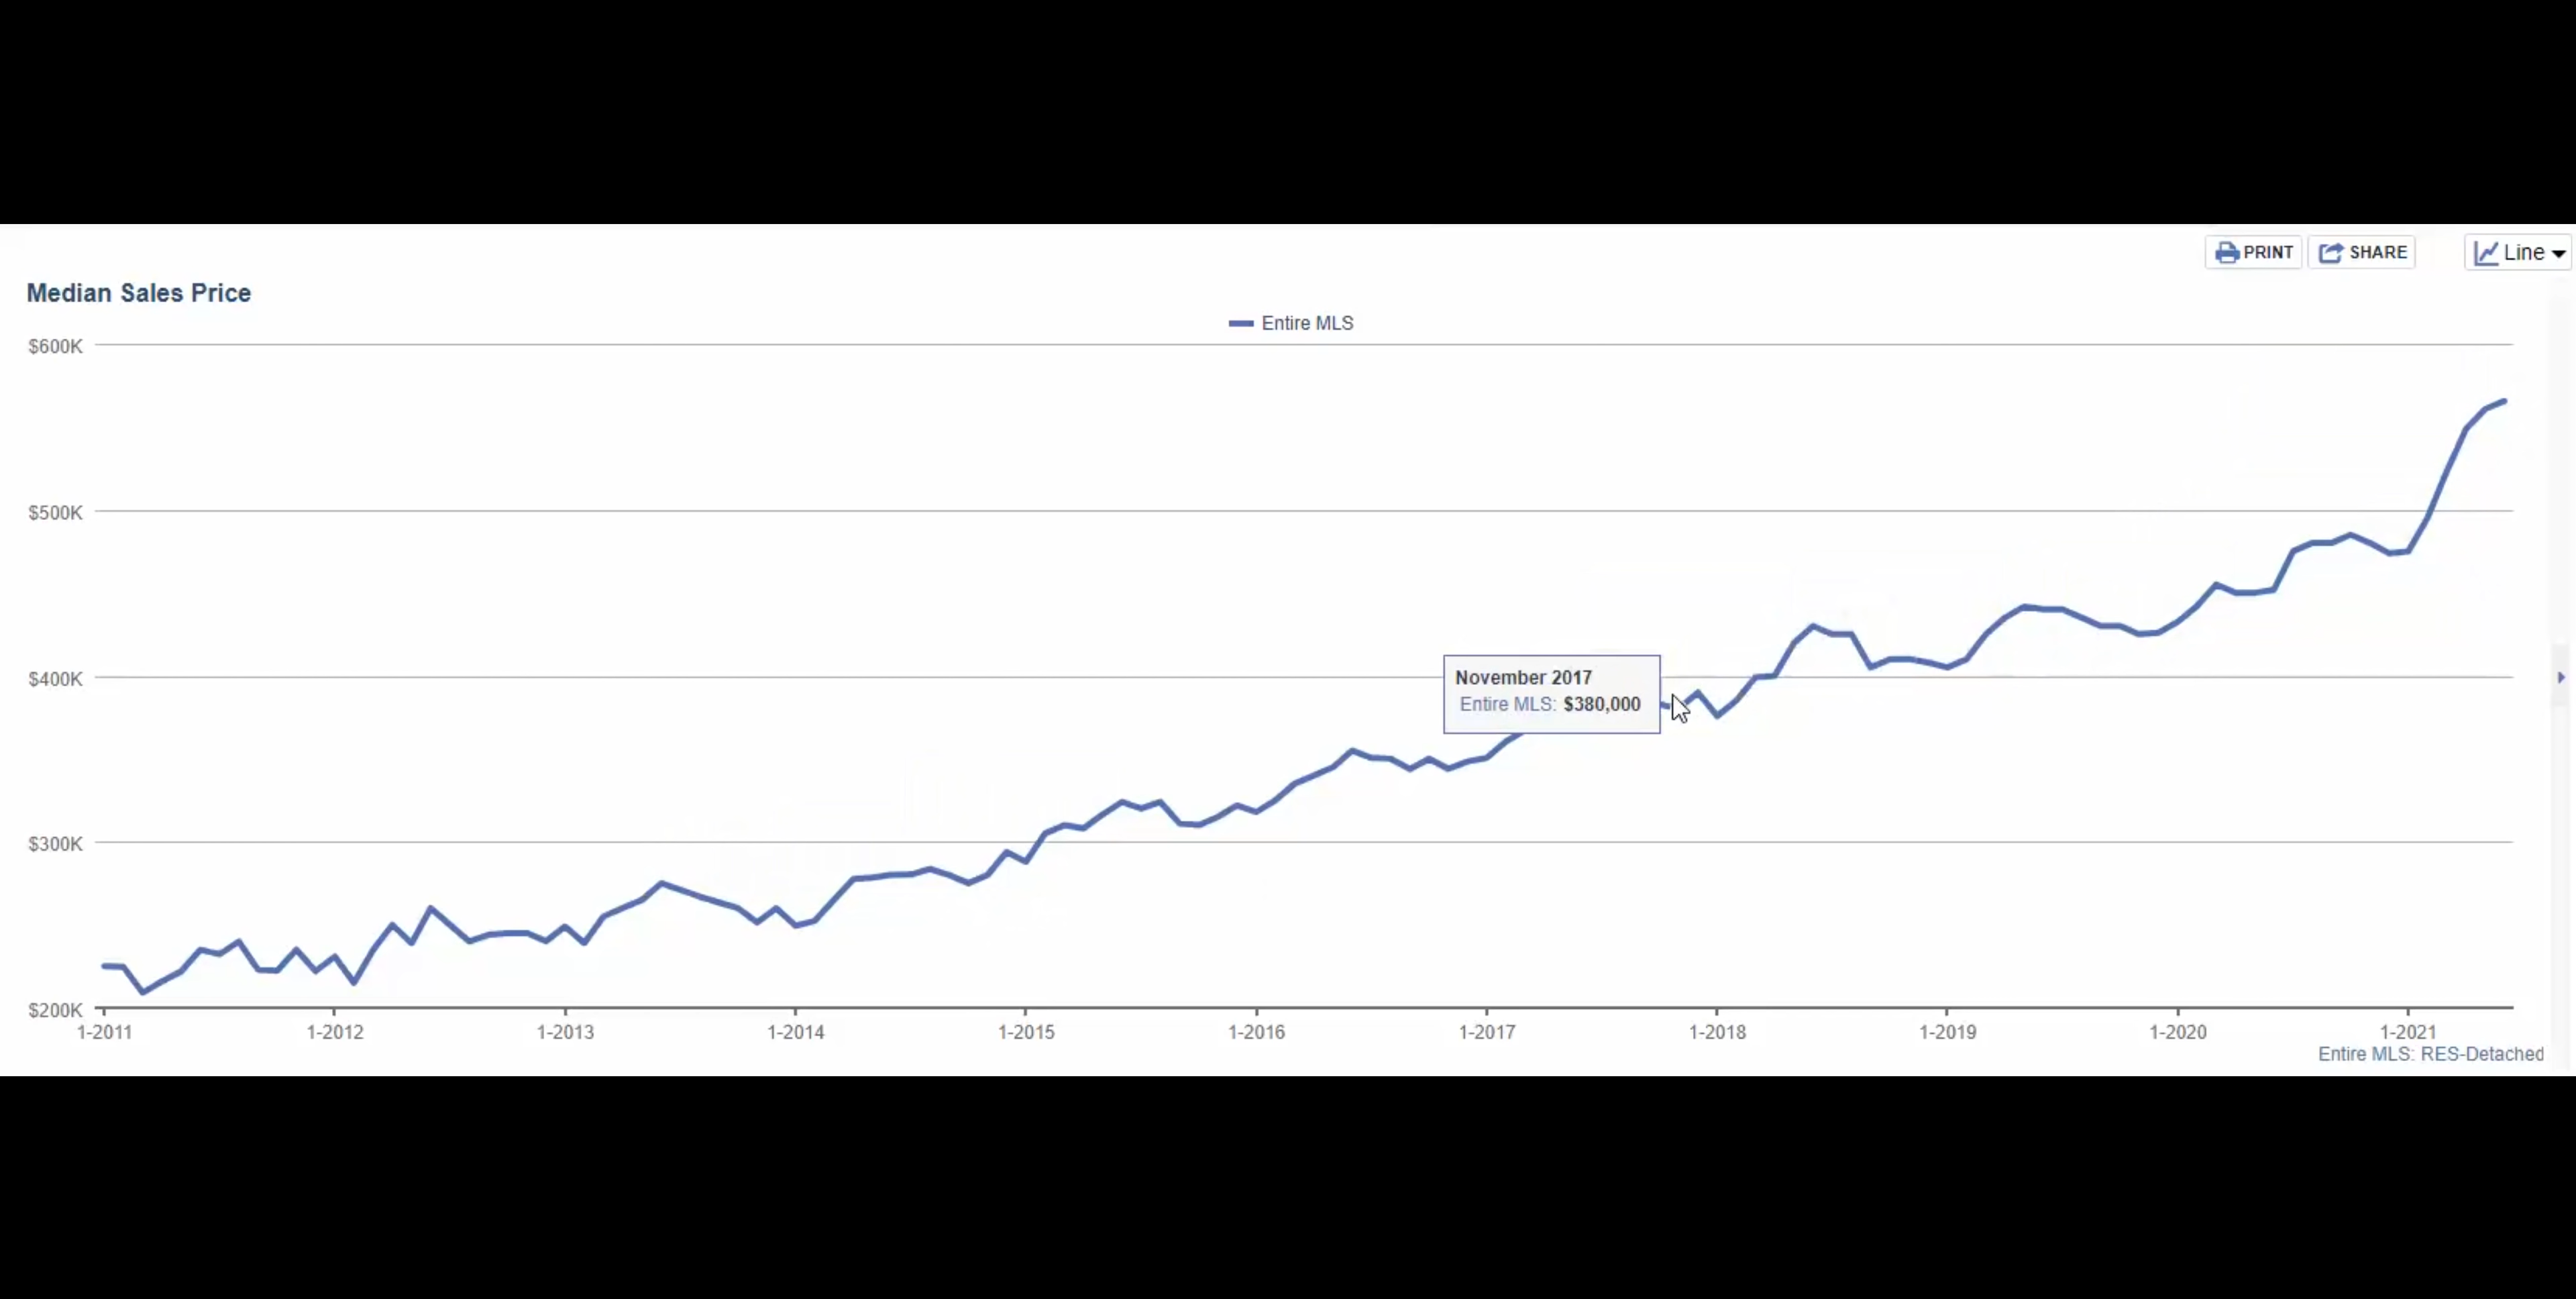 PRINT SHARE Line
Median Sales Price
Entire MLS
$600K
$500K
$400K
$300K
$200K
November 2017
Entire MLS: $380,000
1-2011 1-2012 1-2013 1-2014 1-2015 1-2016 1-2017 1-2018 1-2019 1-2020 1-2021
Entire MLS: RES-Detached